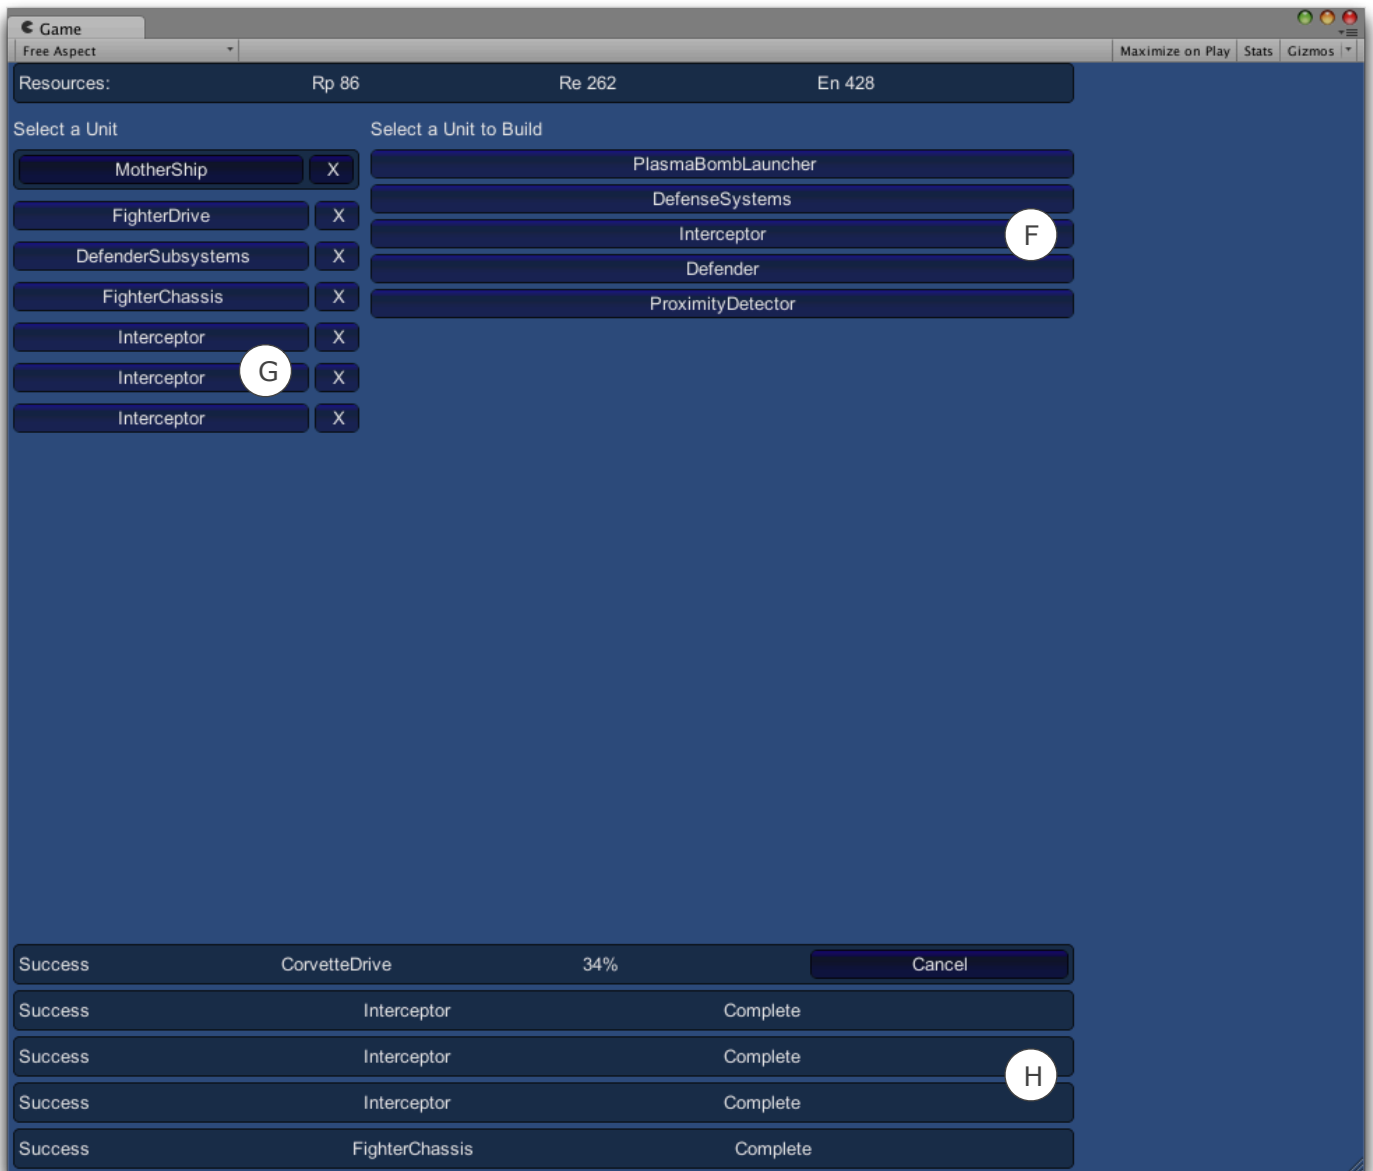 Game
Free Aspect Maximize on Play Stats Gizmos
Resources: Rp 86 Re 262 En 428
Select a Unit Select a Unit to Build
MotherShip X PlasmaBombLauncher
FighterDrive X DefenseSystems
DefenderSubsystems X Interceptor F
FighterChassis X Defender
Interceptor X ProximityDetector
Interceptor G X
Interceptor X
Success CorvetteDrive 34% Cancel
Success Interceptor Complete
Success Interceptor Complete H
Success Interceptor Complete
Success FighterChassis Complete